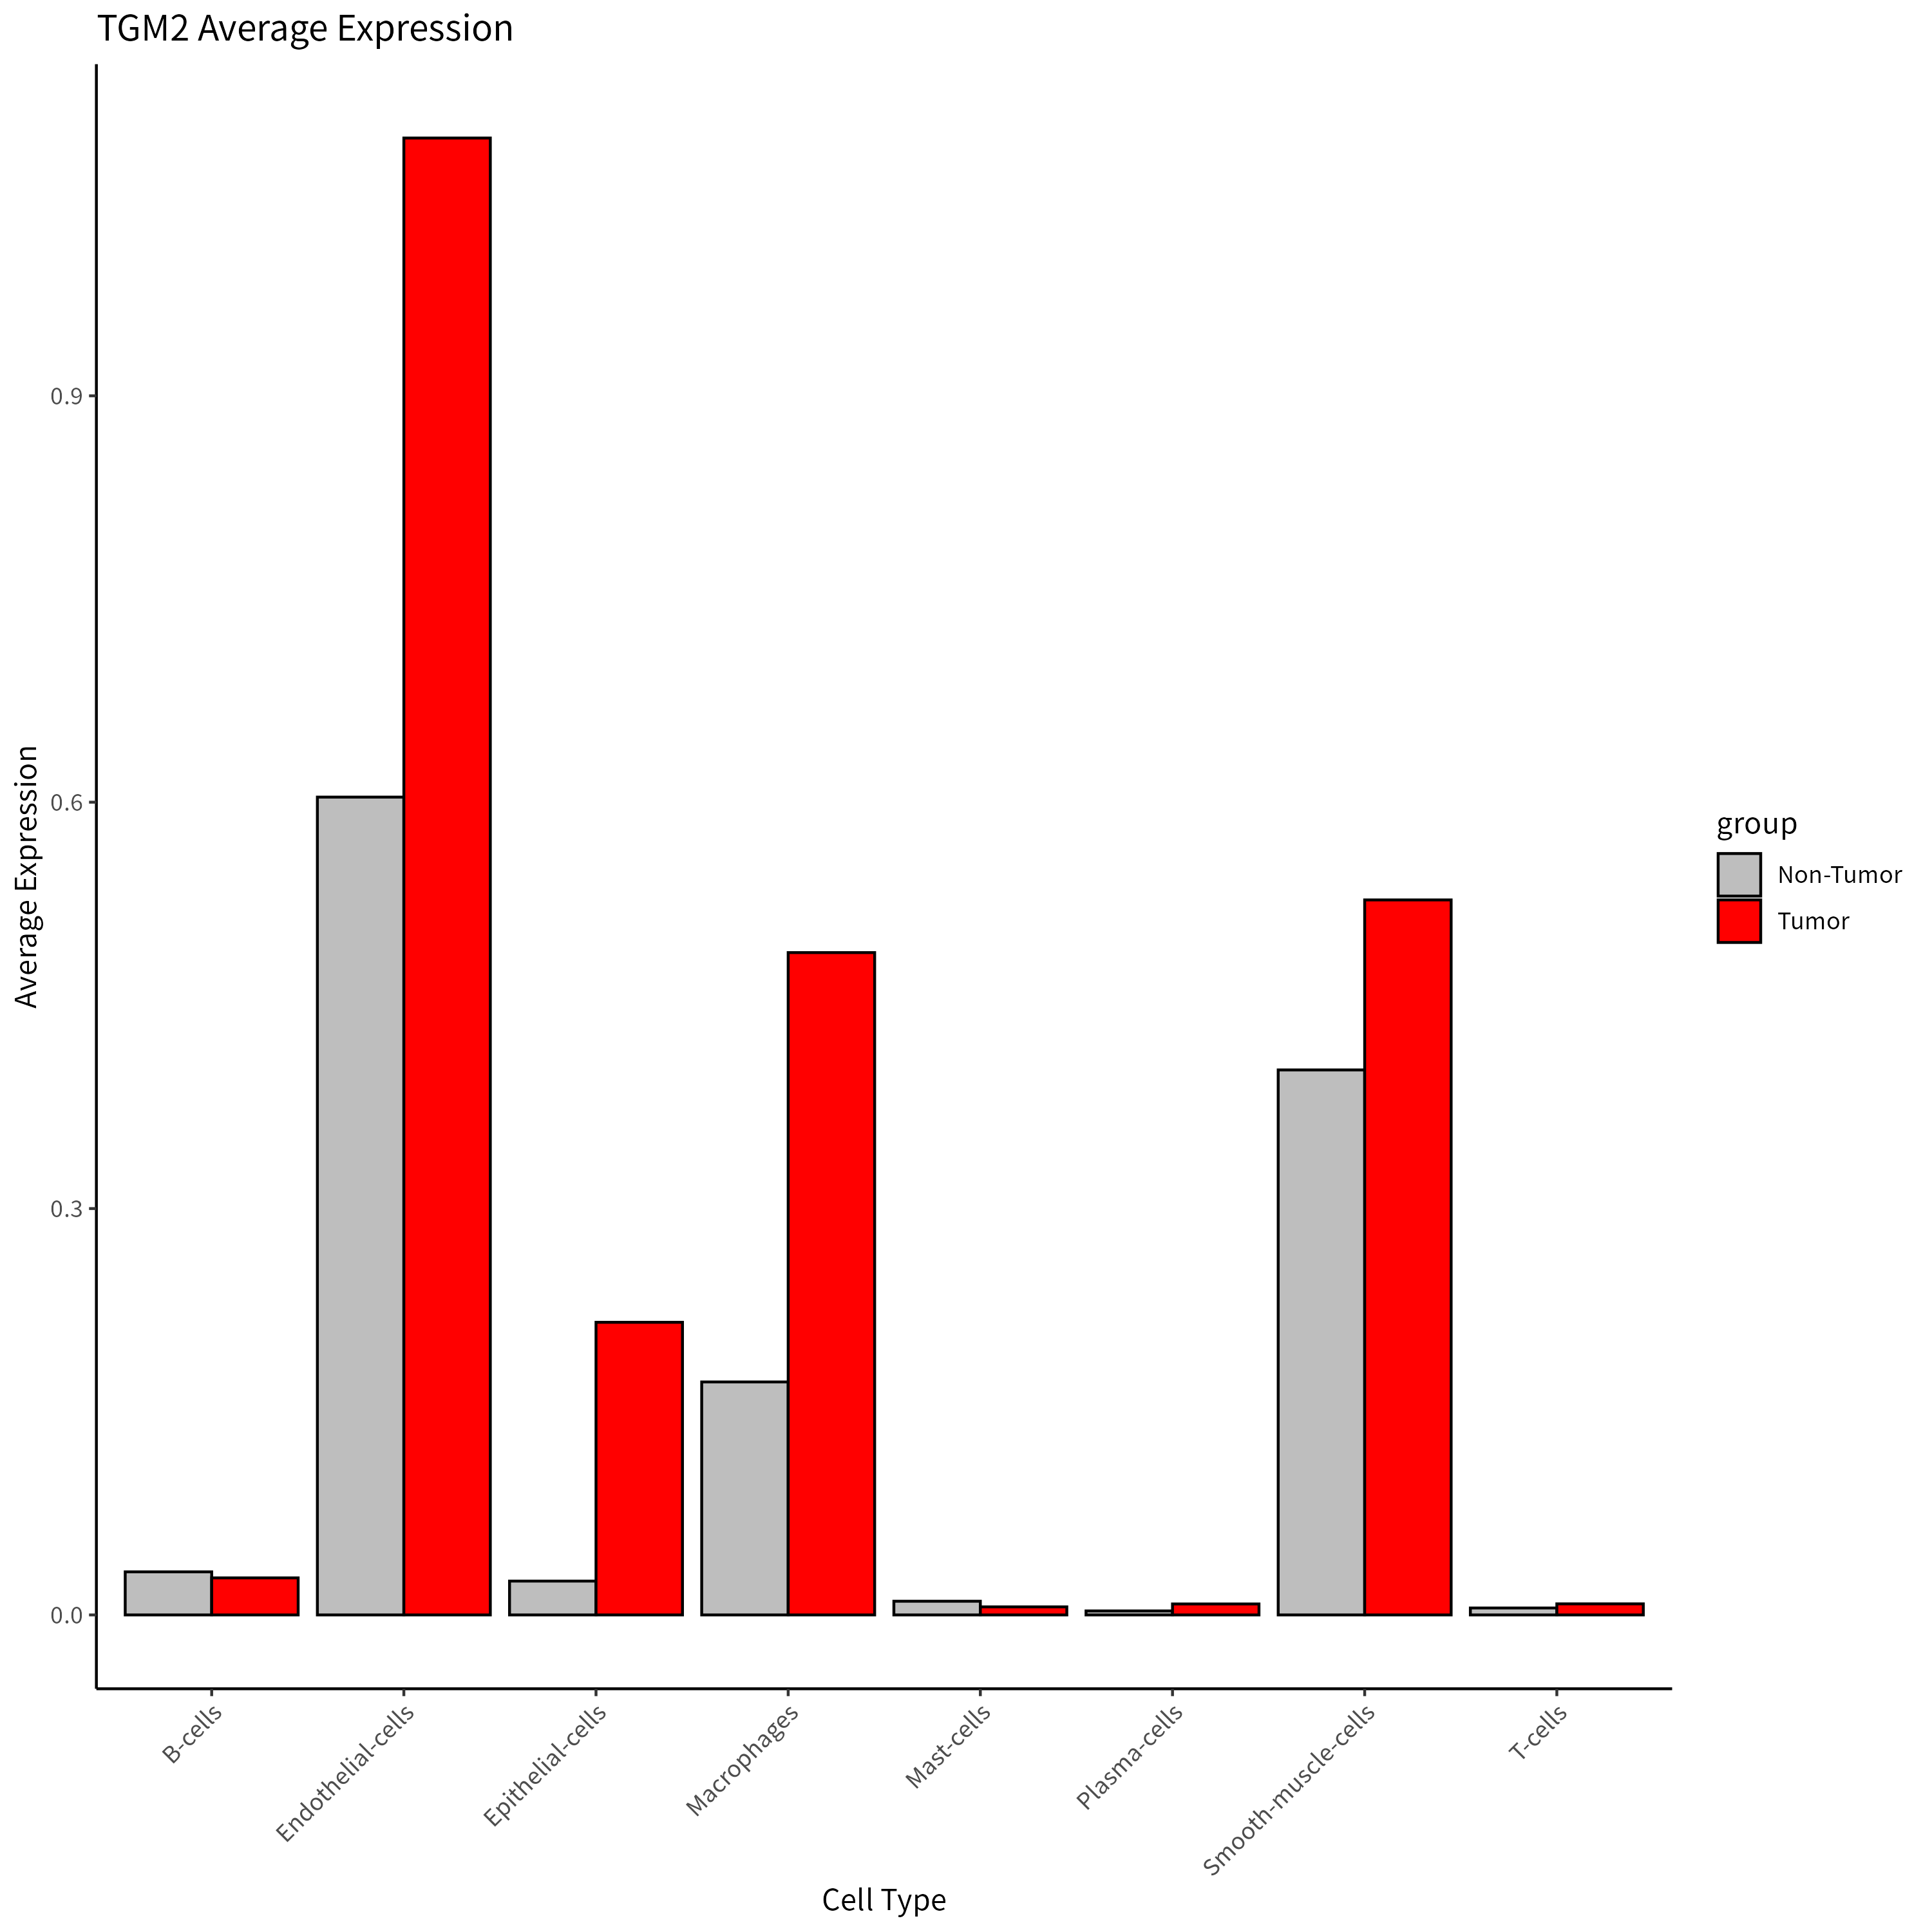 TGM2 Average Expression
Average Expression
0.9
0.6
0.3
0.0
B-cells
Endothelial-cells
Epithelial-cells
Macrophages
Mast-cells
Plasma-cells
Smooth-muscle-cells
T-cells
Cell Type
group
Non-Tumor
Tumor